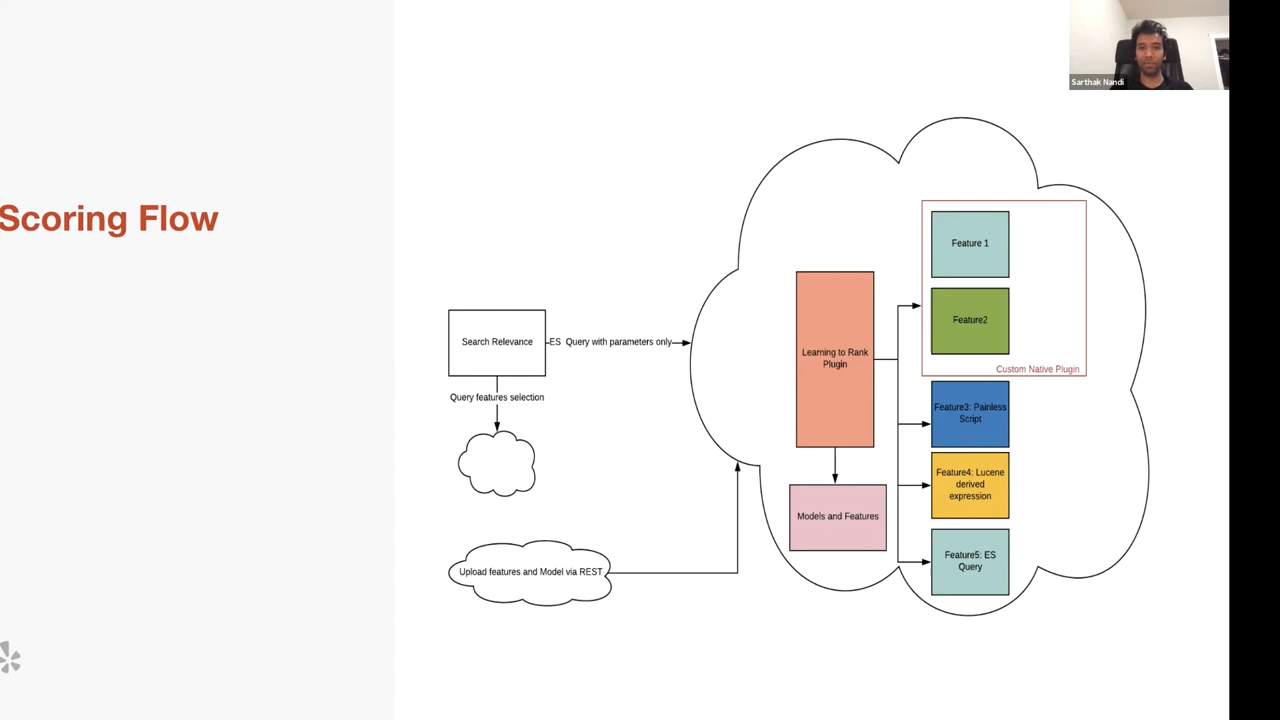 Sarthak Nandi
Scoring Flow
Feature 1
Feature2
Custom Native Plugin
Search Relevance
ES Query with parameters only
Learning to Rank
Plugin
Query features selection
Feature3: Painless
Script
Feature4: Lucene
derived
expression
Models and Features
Feature5: ES
Query
Upload features and Model via REST